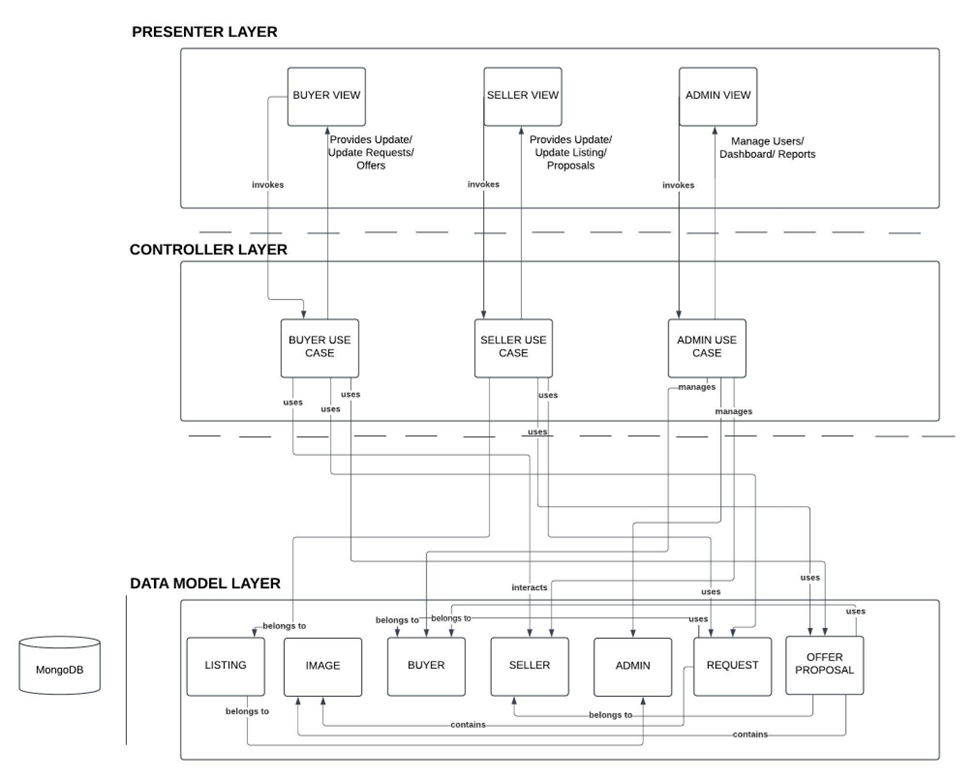 PRESENTER LAYER
BUYER VIEW
SELLER VIEW
ADMIN VIEW
Provides Update/
Update Requests/
Offers
Provides Update/
Update Listing/
Proposals
Manage Users/
Dashboard/ Reports
invokes
invokes
invokes
CONTROLLER LAYER
BUYER USE
CASE
SELLER USE
CASE
ADMIN USE
CASE
manages
uses
uses
uses
uses
manages
uses
DATA MODEL LAYER
interacts
uses
uses
belongs to
belongs to
belongs to
uses
uses
MongoDB
LISTING
IMAGE
BUYER
SELLER
ADMIN
REQUEST
OFFER
PROPOSAL
belongs to
belongs to
contains
contains